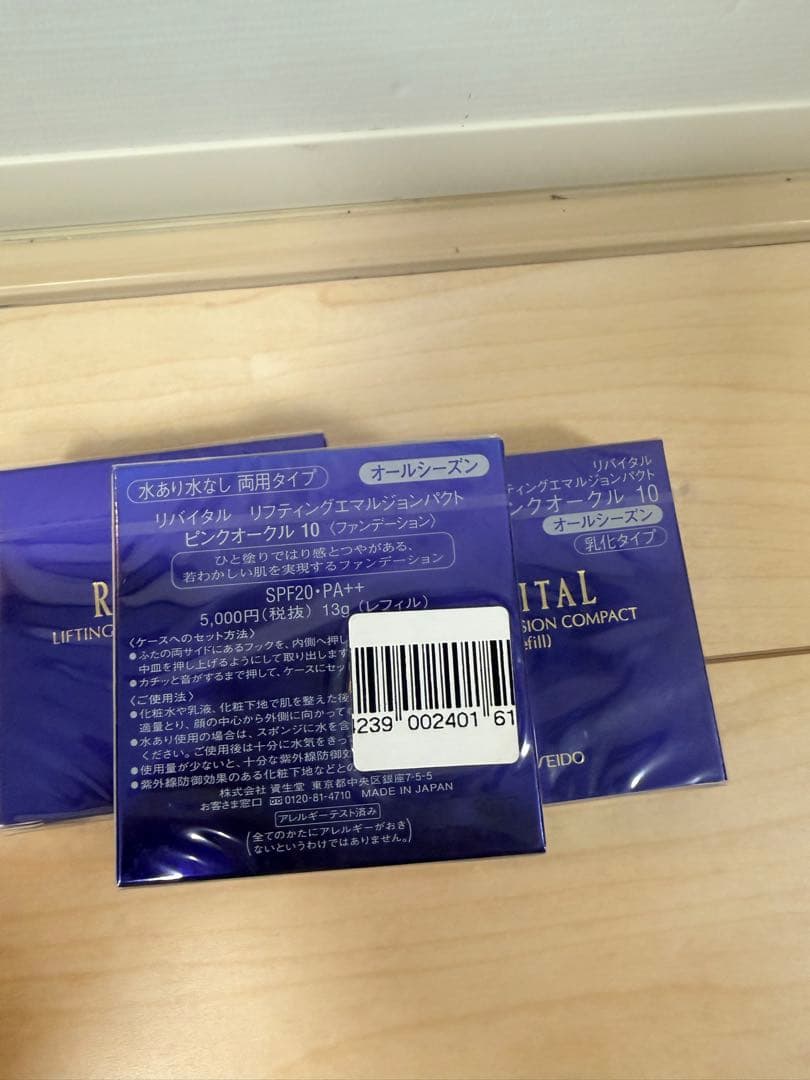 水あり水なし 両用タイプ
オールシーズン
リバイタル リフティングエマルジョンパクト
ピンクオークル 10 〈ファンデーション〉
ひと塗りではり感とつやがある、
若わかしい肌を実現するファンデーション
SPF20・PA++
5,000円(税抜) 13g (レフィル)
〈ケースへのセット方法〉
●ふたの両サイドにあるフックを、内側へ押し
中皿を押し上げるようにして取り出します
●カチッと音がするまで押して、ケースにセッ
〈ご使用法〉
●化粧水や乳液、化粧下地で肌を整えた後
適量とり、顔の中心から外側に向かって
●水あり使用の場合は、スポンジに水を含
ください。ご使用後は十分に水気をきっ
●使用量が少ないと、十分な紫外線防御効
●紫外線防御効果のある化粧下地などとの
株式会社 資生堂 東京都中央区銀座7-5-5
お客さま窓口 0120-81-4710 MADE IN JAPAN
アレルギーテスト済み
(全てのかたにアレルギーがおき
ないというわけではありません。)
4239 002401 61
R
LIFTING
リバイタル
ティングエマルジョンパクト
ンクオークル 10
オールシーズン
乳化タイプ
ITAL
SION COMPACT
efill)
SEIDO